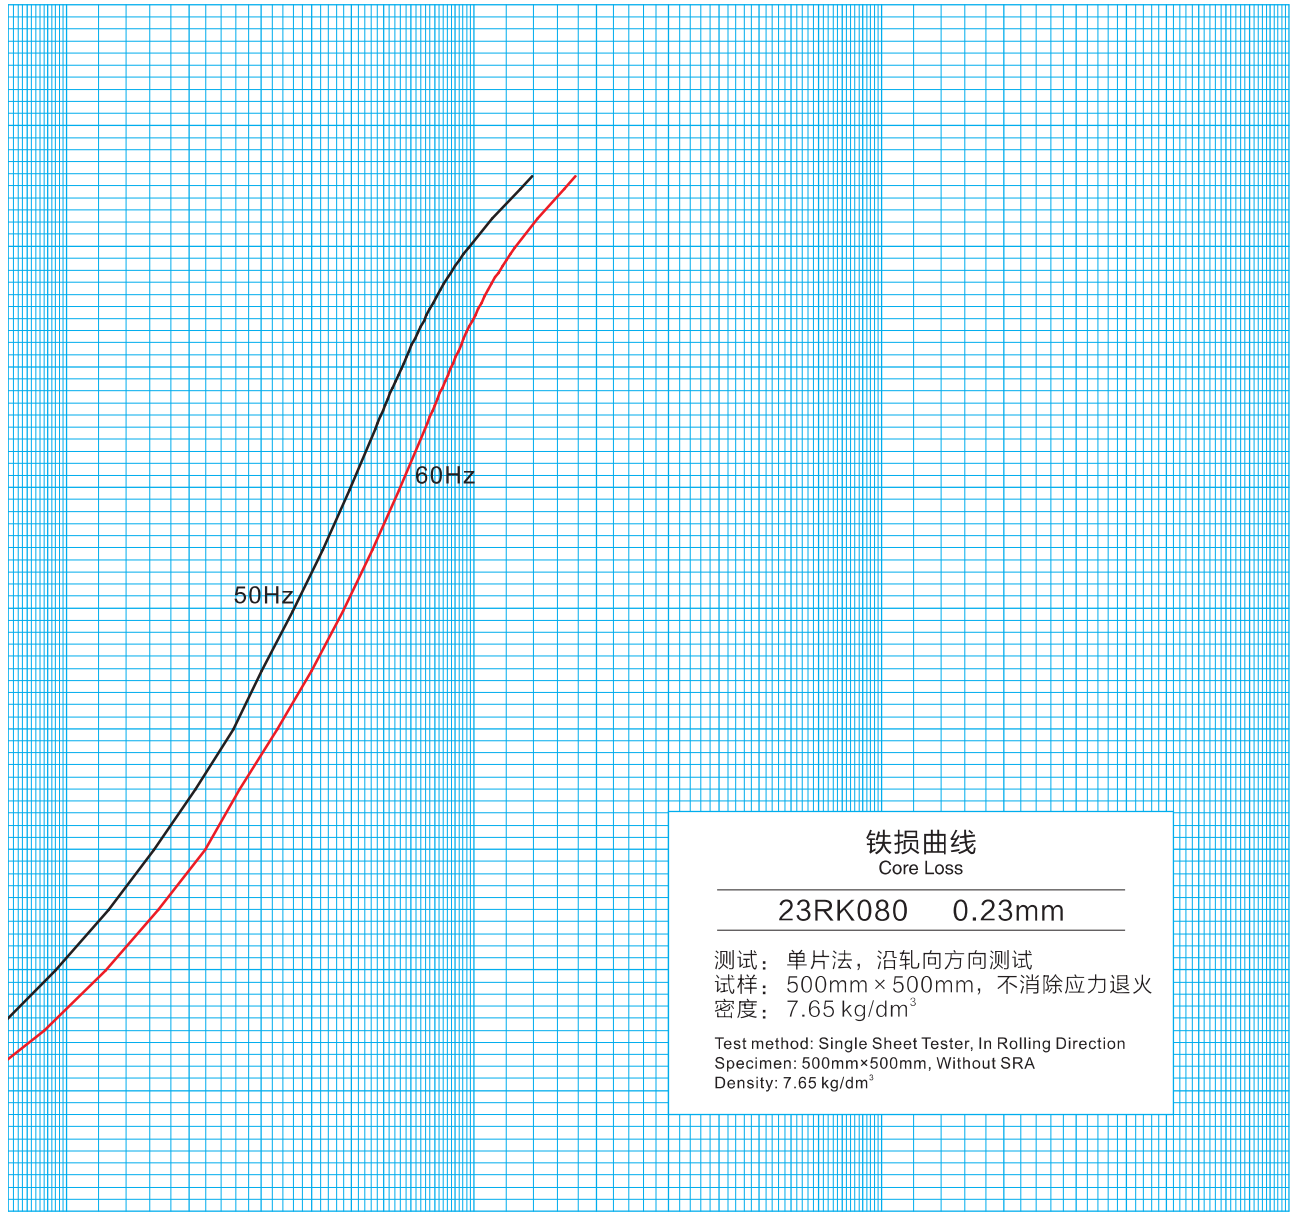 60Hz
50Hz
铁损曲线
Core Loss
23RK080 0.23mm
测试：单片法，沿轧向方向测试
试样：500mm×500mm，不消除应力退火
密度：7.65 kg/dm³
Test method: Single Sheet Tester, In Rolling Direction
Specimen: 500mm×500mm, Without SRA
Density: 7.65 kg/dm³